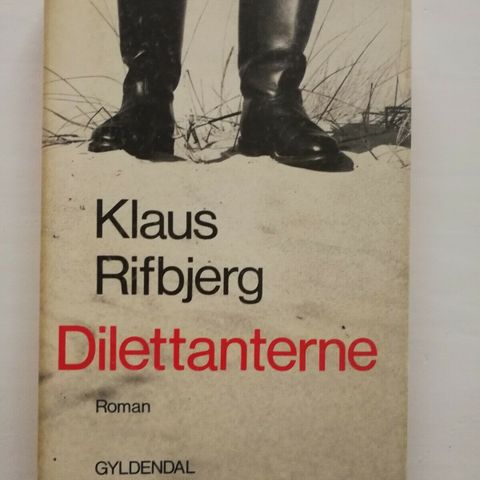 Klaus
Rifbjerg
Dilettanterne
Roman
GYLDENDAL